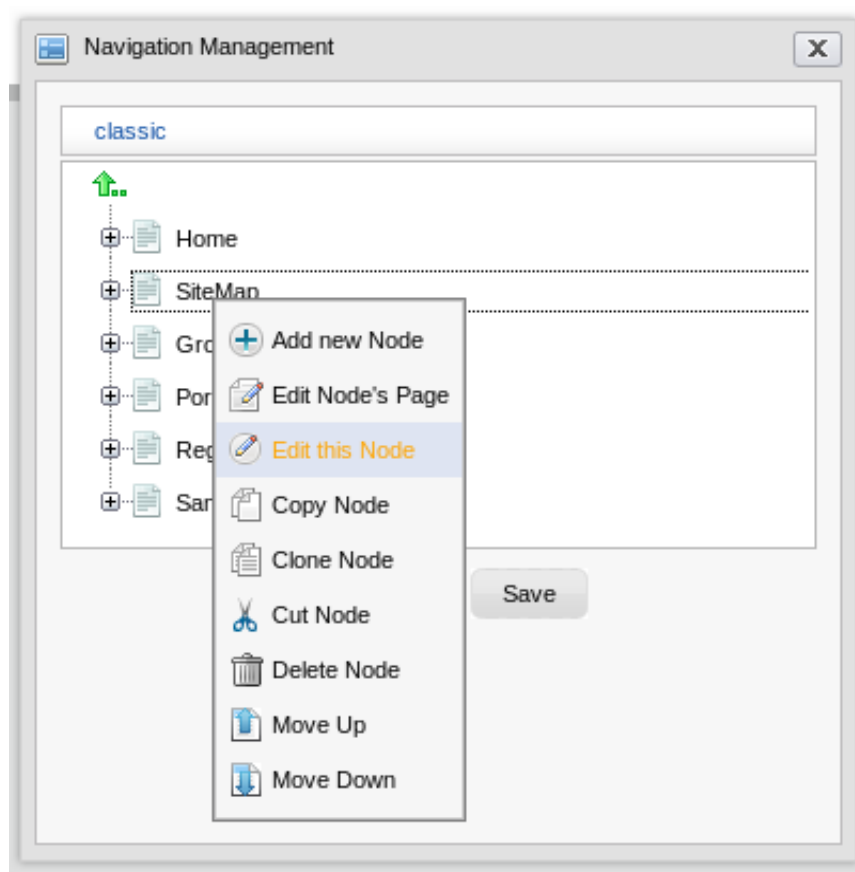 Navigation Management
classic
Home
SiteMap
Add new Node
Edit Node's Page
Edit this Node
Copy Node
Clone Node
Cut Node
Delete Node
Move Up
Move Down
Save